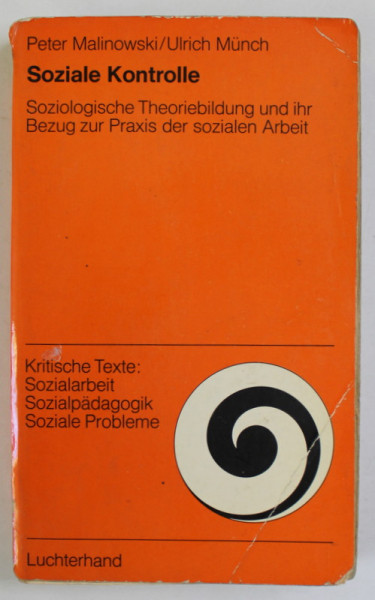 Peter Malinowski/Ulrich Münch
Soziale Kontrolle
Soziologische Theoriebildung und ihr
Bezug zur Praxis der sozialen Arbeit
Kritische Texte:
Sozialarbeit
Sozialpädagogik
Soziale Probleme
Luchterhand